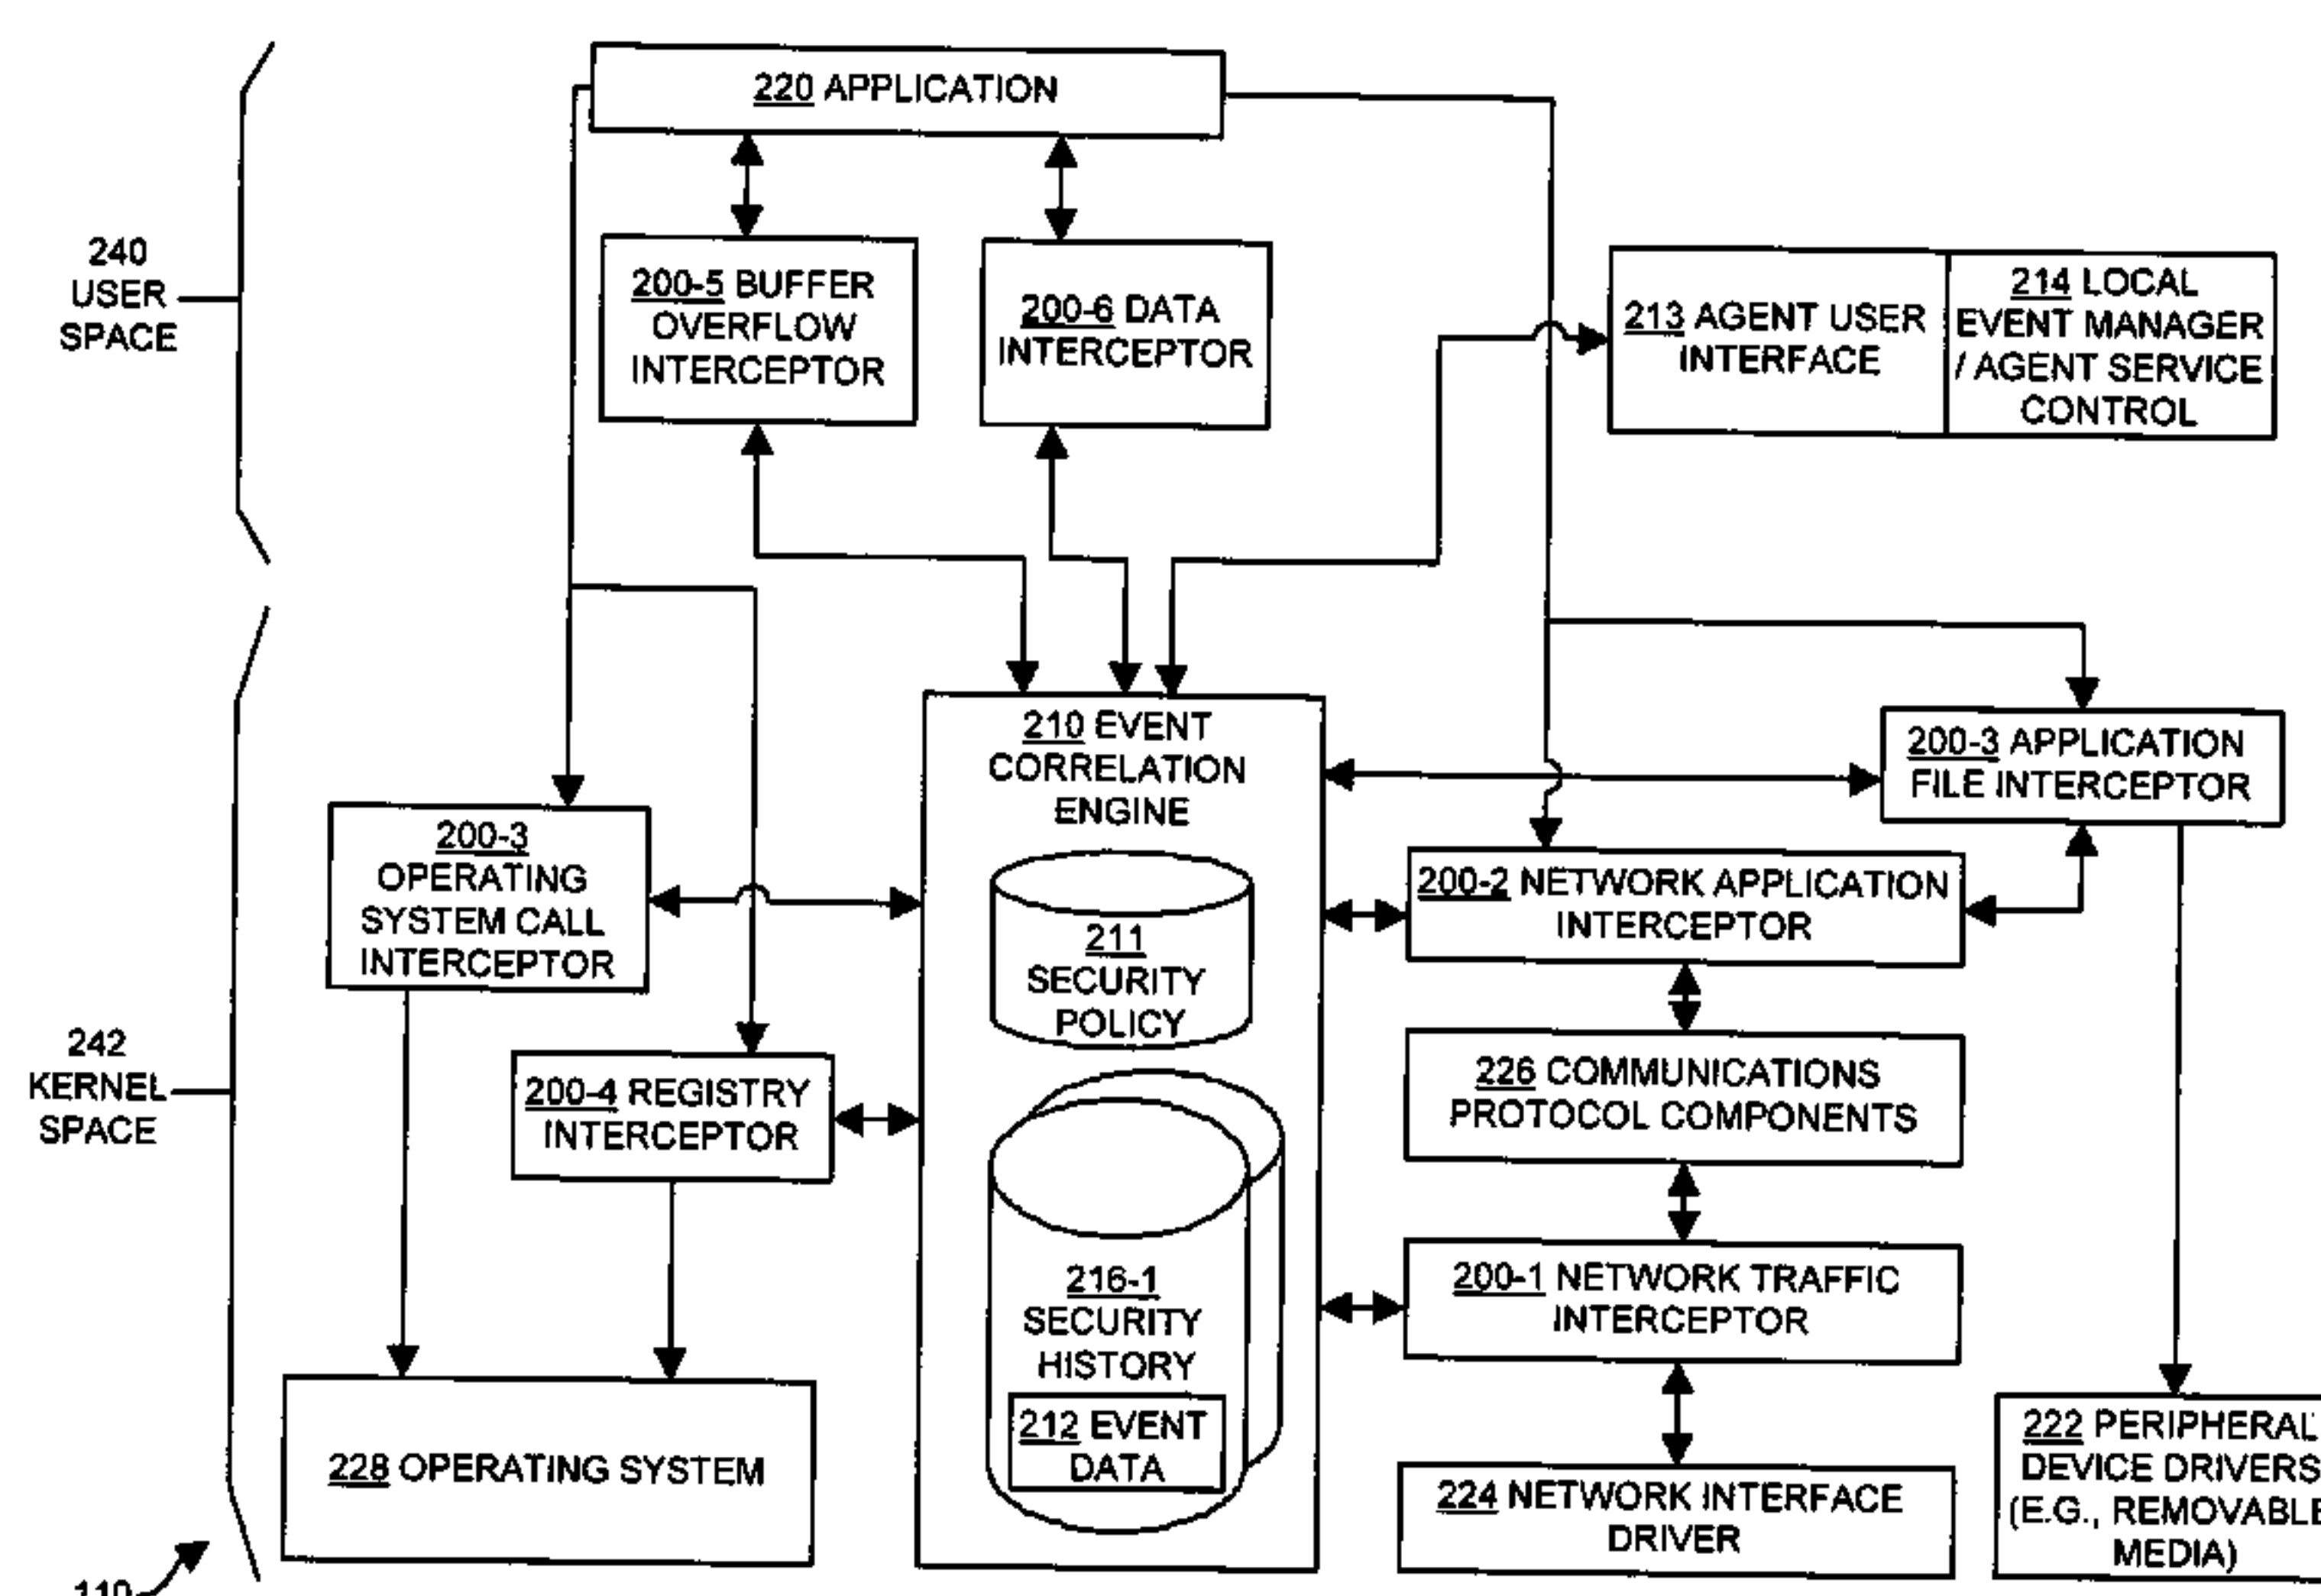 220 APPLICATION
240
USER
SPACE
200-5 BUFFER
OVERFLOW
INTERCEPTOR
200-6 DATA
INTERCEPTOR
213 AGENT USER
INTERFACE
214 LOCAL
EVENT MANAGER
/ AGENT SERVICE
CONTROL
210 EVENT
CORRELATION
ENGINE
200-3 APPLICATION
FILE INTERCEPTOR
200-3
OPERATING
SYSTEM CALL
INTERCEPTOR
200-2 NETWORK APPLICATION
INTERCEPTOR
211
SECURITY
POLICY
242
KERNEL
SPACE
200-4 REGISTRY
INTERCEPTOR
226 COMMUNICATIONS
PROTOCOL COMPONENTS
216-1
SECURITY
HISTORY
200-1 NETWORK TRAFFIC
INTERCEPTOR
212 EVENT
DATA
228 OPERATING SYSTEM
224 NETWORK INTERFACE
DRIVER
222 PERIPHERAL
DEVICE DRIVERS
(E.G., REMOVABLE
MEDIA)
110